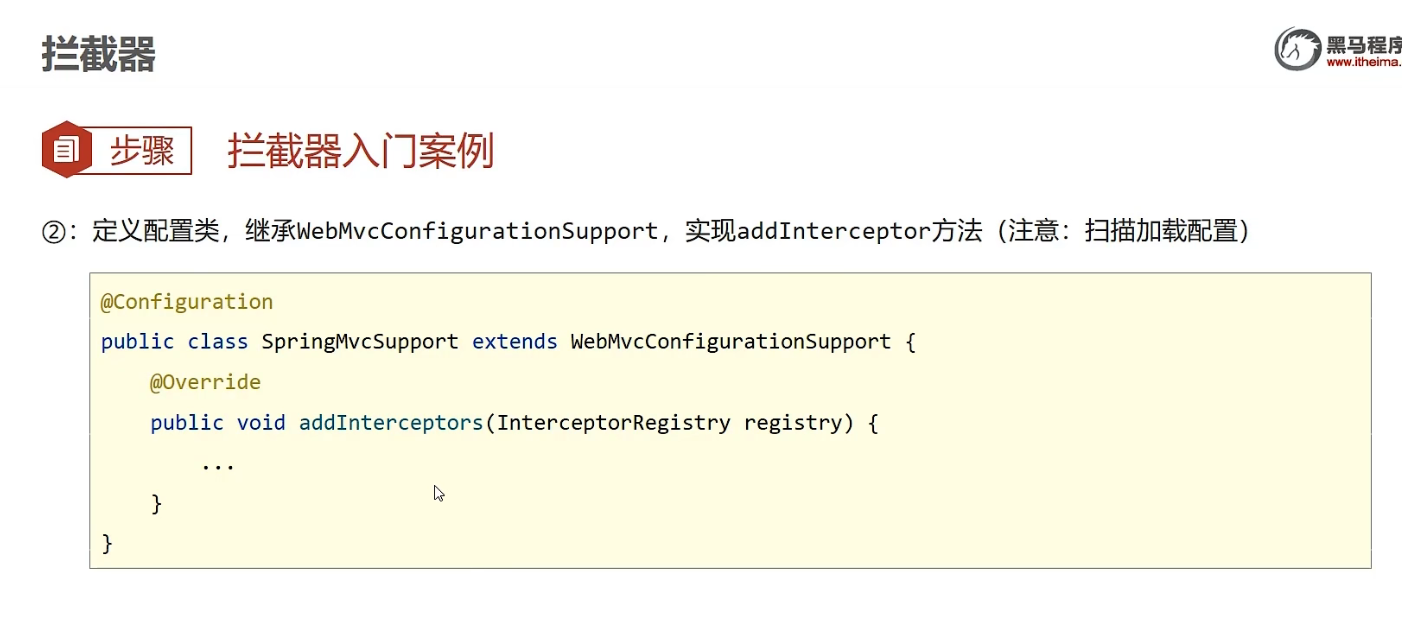 拦截器
黑马程序
www.itheima.
步骤
拦截器入门案例
②：定义配置类，继承WebMvcConfigurationSupport，实现addInterceptor方法（注意：扫描加载配置）
@Configuration
public class SpringMvcSupport extends WebMvcConfigurationSupport {
@Override
public void addInterceptors(InterceptorRegistry registry) {
...
}
}